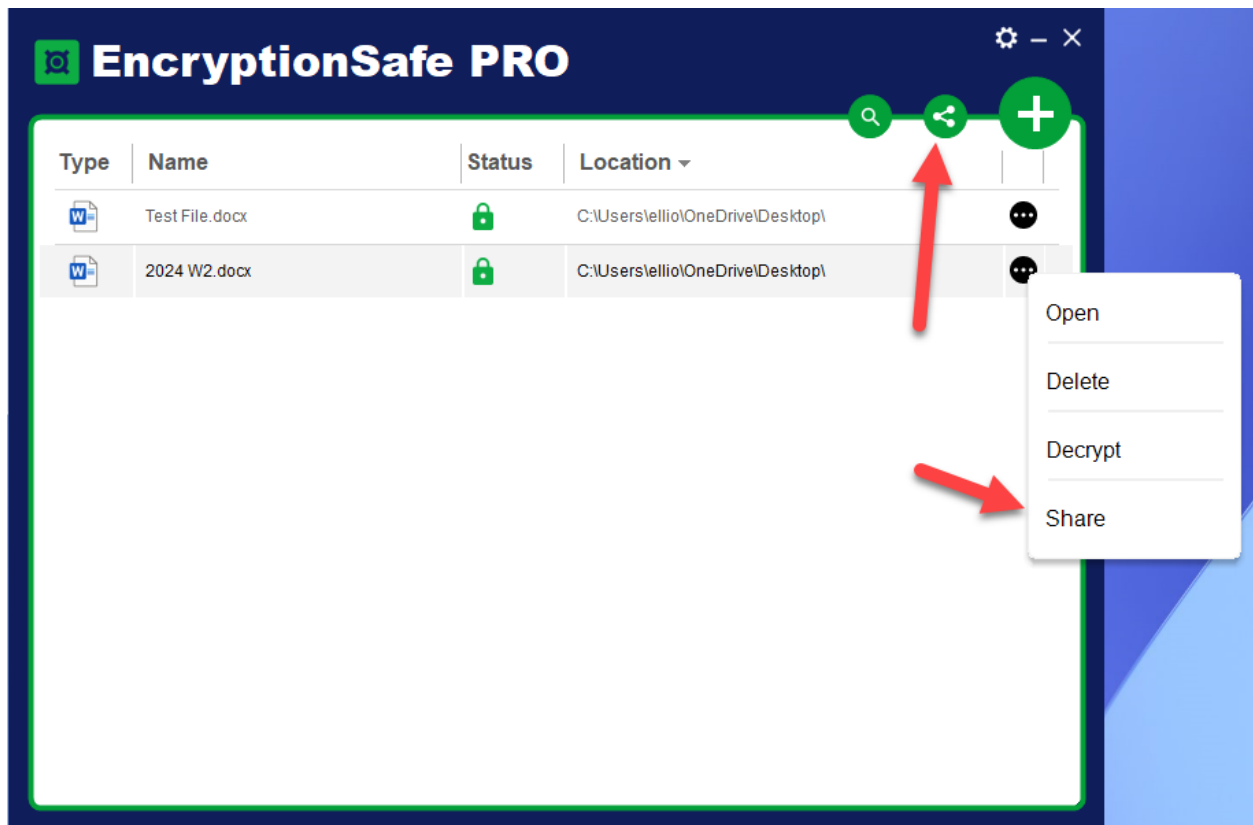 EncryptionSafe PRO
Type Name Status Location
Test File.docx C:\Users\ellio\OneDrive\Desktop\
2024 W2.docx C:\Users\ellio\OneDrive\Desktop\
Open
Delete
Decrypt
Share